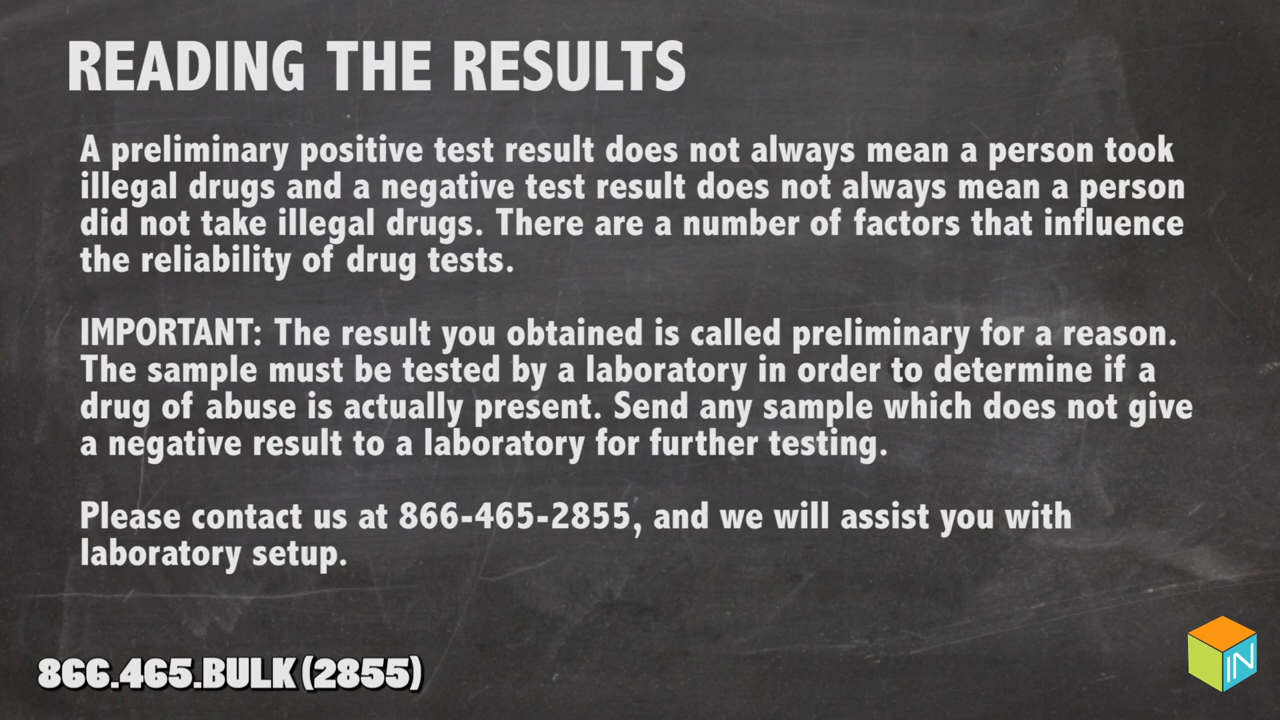 READING THE RESULTS
A preliminary positive test result does not always mean a person took
illegal drugs and a negative test result does not always mean a person
did not take illegal drugs. There are a number of factors that influence
the reliability of drug tests.
IMPORTANT: The result you obtained is called preliminary for a reason.
The sample must be tested by a laboratory in order to determine if a
drug of abuse is actually present. Send any sample which does not give
a negative result to a laboratory for further testing.
Please contact us at 866-465-2855, and we will assist you with
laboratory setup.
866.465.BULK (2855)
IN